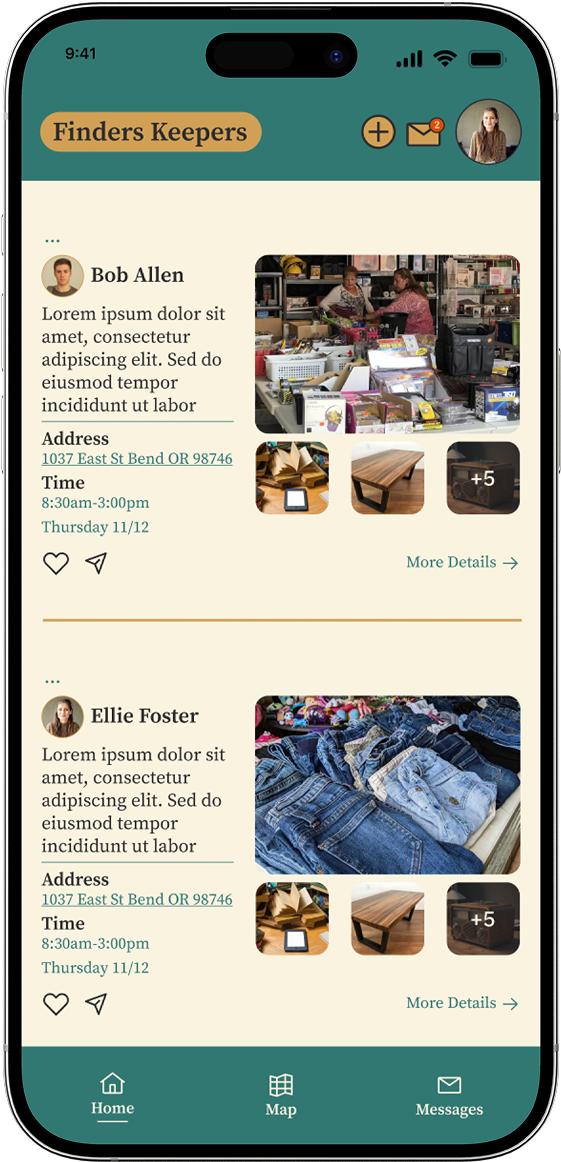 9:41
Finders Keepers
2
...
Bob Allen
Lorem ipsum dolor sit
amet, consectetur
adipiscing elit. Sed do
eiusmod tempor
incididunt ut labor
Address
1037 East St Bend OR 98746
Time
8:30am-3:00pm
Thursday 11/12
+5
More Details →
...
Ellie Foster
Lorem ipsum dolor sit
amet, consectetur
adipiscing elit. Sed do
eiusmod tempor
incididunt ut labor
Address
1037 East St Bend OR 98746
Time
8:30am-3:00pm
Thursday 11/12
+5
More Details →
Home
Map
Messages